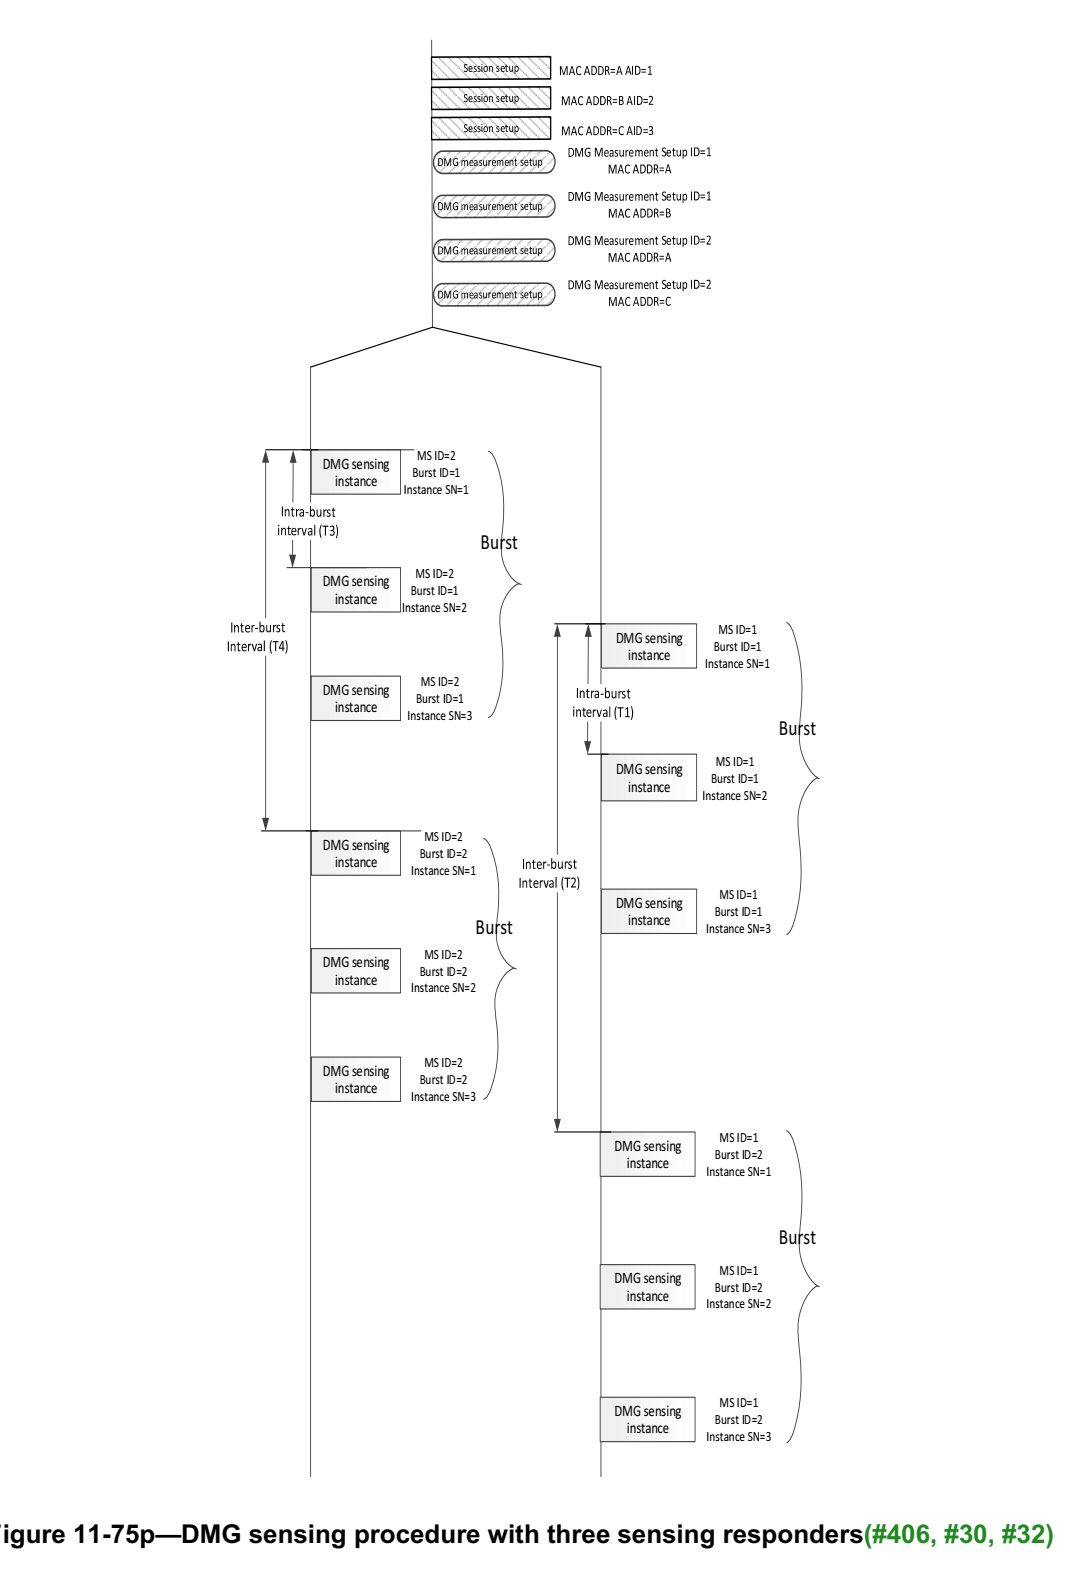 Session setup
MAC ADDR=A AID=1
Session setup
MAC ADDR=B AID=2
Session setup
MAC ADDR=C AID=3
DMG measurement setup
DMG Measurement Setup ID=1
MAC ADDR=A
DMG measurement setup
DMG Measurement Setup ID=1
MAC ADDR=B
DMG measurement setup
DMG Measurement Setup ID=2
MAC ADDR=A
DMG measurement setup
DMG Measurement Setup ID=2
MAC ADDR=C
DMG sensing
instance
MS ID=2
Burst ID=1
Instance SN=1
Intra-burst
interval (T3)
Burst
DMG sensing
instance
MS ID=2
Burst ID=1
Instance SN=2
Inter-burst
Interval (T4)
DMG sensing
instance
MS ID=2
Burst ID=1
Instance SN=3
DMG sensing
instance
MS ID=2
Burst ID=2
Instance SN=1
Burst
DMG sensing
instance
MS ID=2
Burst ID=2
Instance SN=2
DMG sensing
instance
MS ID=2
Burst ID=2
Instance SN=3
DMG sensing
instance
MS ID=1
Burst ID=1
Instance SN=1
Intra-burst
interval (T1)
Burst
DMG sensing
instance
MS ID=1
Burst ID=1
Instance SN=2
Inter-burst
Interval (T2)
DMG sensing
instance
MS ID=1
Burst ID=1
Instance SN=3
DMG sensing
instance
MS ID=1
Burst ID=2
Instance SN=1
Burst
DMG sensing
instance
MS ID=1
Burst ID=2
Instance SN=2
DMG sensing
instance
MS ID=1
Burst ID=2
Instance SN=3
igure 11-75p—DMG sensing procedure with three sensing responders(#406, #30, #32)